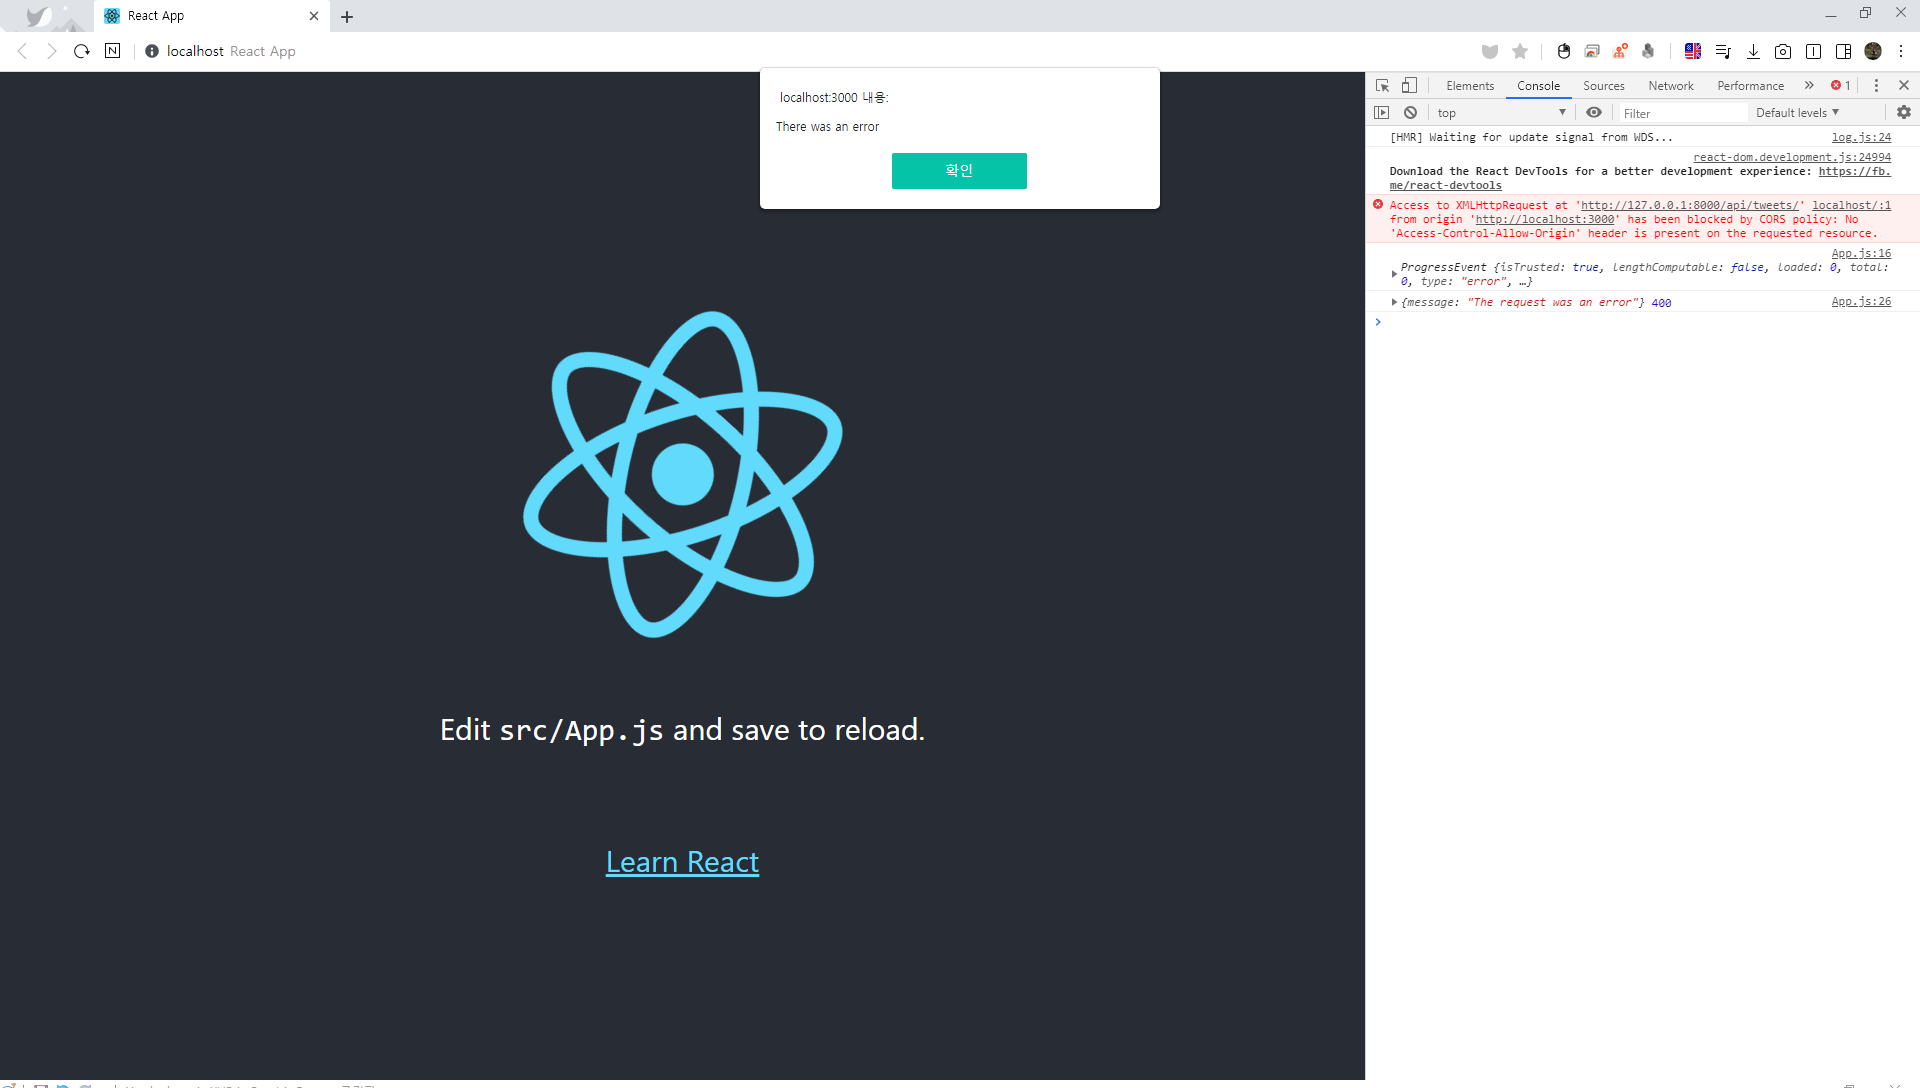 React App
localhost React App
localhost:3000 내용:
There was an error
확인
Edit src/App.js and save to reload.
Learn React
Elements Console Sources Network Performance » 1
top Filter Default levels
[HMR] Waiting for update signal from WDS... log.js:24
react-dom.development.js:24994
Download the React DevTools for a better development experience: https://fb.
me/react-devtools
Access to XMLHttpRequest at 'http://127.0.0.1:8000/api/tweets/' localhost/:1
from origin 'http://localhost:3000' has been blocked by CORS policy: No
'Access-Control-Allow-Origin' header is present on the requested resource.
App.js:16
ProgressEvent {isTrusted: true, lengthComputable: false, loaded: 0, total:
0, type: "error", …}
{message: "The request was an error"} 400 App.js:26